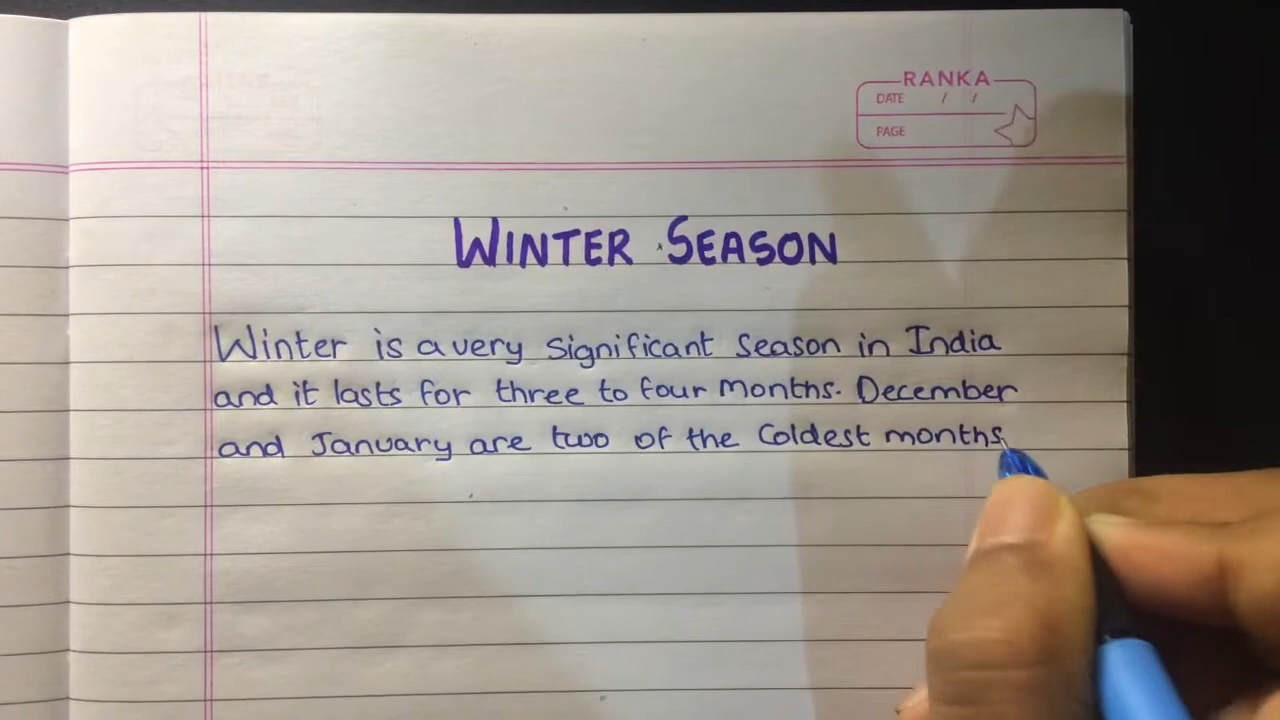 RANKA
DATE / /
PAGE
WINTER SEASON
Winter is a very significant season in India
and it lasts for three to four months. December
and January are two of the coldest months